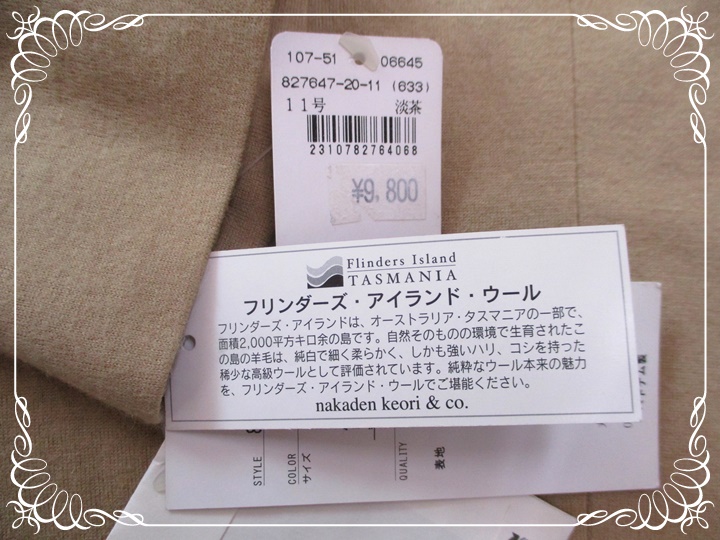 107-51 06645
827647-20-11 (633)
11号 淡茶
2310782764068
¥9,800
Flinders Island
TASMANIA
フリンダーズ・アイランド・ウール
フリンダーズ・アイランドは、オーストラリア・タスマニアの一部で、
面積2,000平方キロ余の島です。自然そのものの環境で生育されたこ
の島の羊毛は、純白で細く柔らかく、しかも強いハリ、コシを持った
稀少な高級ウールとして評価されています。純粋なウール本来の魅力
を、フリンダーズ・アイランド・ウールでご堪能ください。
nakaden keori & co.
STYLE
COLOR
サイズ
QUALITY
表地